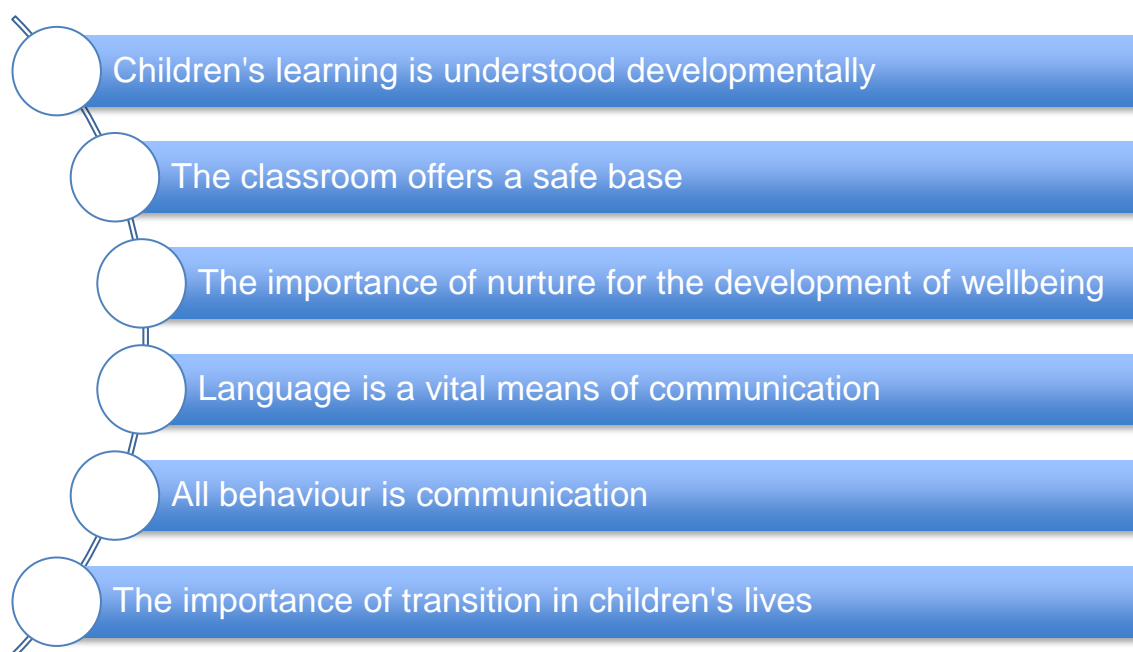 Children's learning is understood developmentally
The classroom offers a safe base
The importance of nurture for the development of wellbeing
Language is a vital means of communication
All behaviour is communication
The importance of transition in children's lives